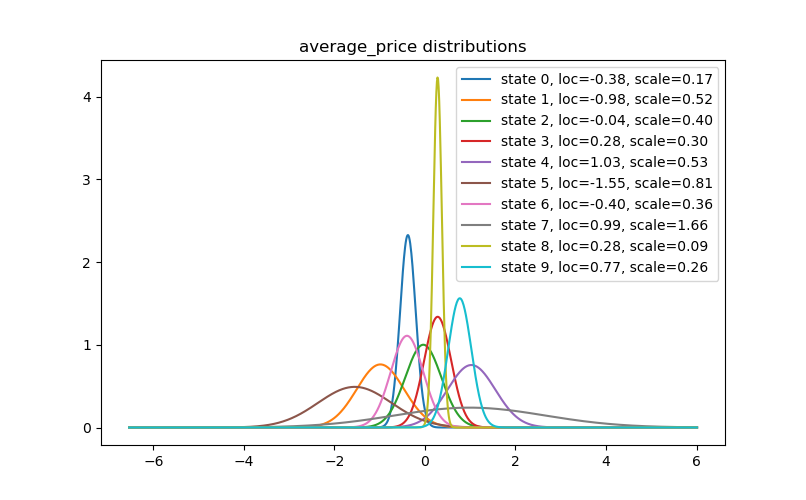 average_price distributions
state 0, loc=-0.38, scale=0.17
state 1, loc=-0.98, scale=0.52
state 2, loc=-0.04, scale=0.40
state 3, loc=0.28, scale=0.30
state 4, loc=1.03, scale=0.53
state 5, loc=-1.55, scale=0.81
state 6, loc=-0.40, scale=0.36
state 7, loc=0.99, scale=1.66
state 8, loc=0.28, scale=0.09
state 9, loc=0.77, scale=0.26
4
3
2
1
0
−6 −4 −2 0 2 4 6